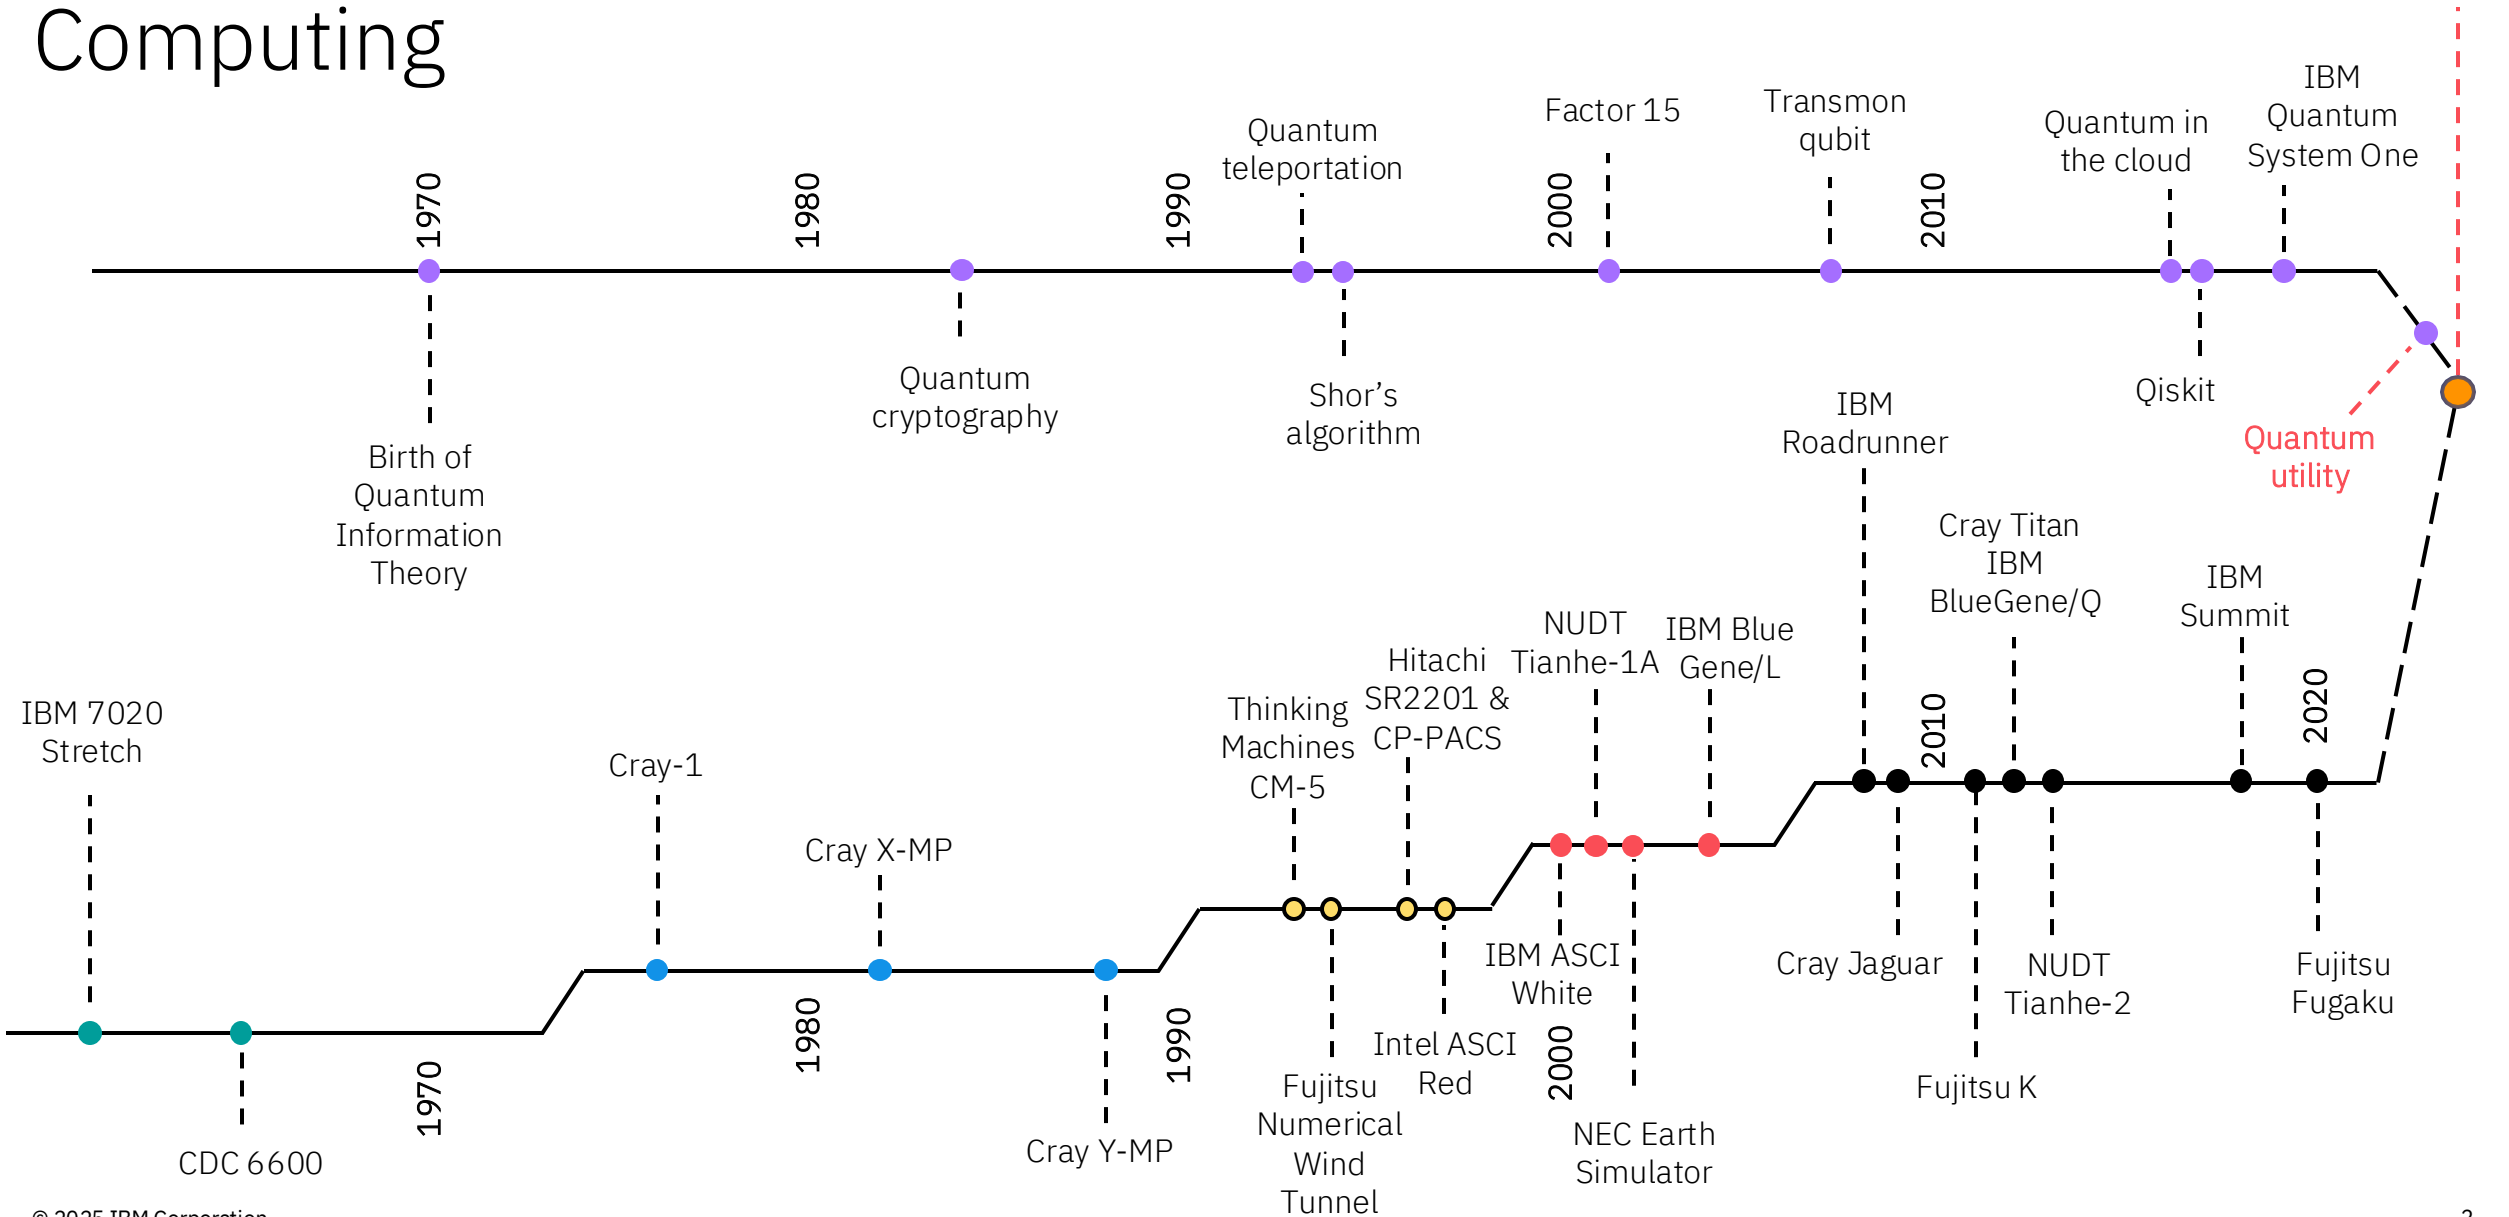 Computing
1970
1980
1990
2000
2010
Quantum
teleportation
Factor 15
Transmon
qubit
Quantum in
the cloud
IBM
Quantum
System One
Birth of
Quantum
Information
Theory
Quantum
cryptography
Shor's
algorithm
Qiskit
Quantum
utility
IBM 7020
Stretch
CDC 6600
1970
Cray-1
Cray X-MP
1980
Cray Y-MP
1990
Thinking
Machines
CM-5
Fujitsu
Numerical
Wind
Tunnel
Hitachi
SR2201 &
CP-PACS
Intel ASCI
Red
NUDT
Tianhe-1A
IBM ASCI
White
2000
NEC Earth
Simulator
IBM Blue
Gene/L
IBM
Roadrunner
Cray Jaguar
2010
Fujitsu K
Cray Titan
IBM
BlueGene/Q
NUDT
Tianhe-2
IBM
Summit
2020
Fujitsu
Fugaku
© 2025 IBM Corporation